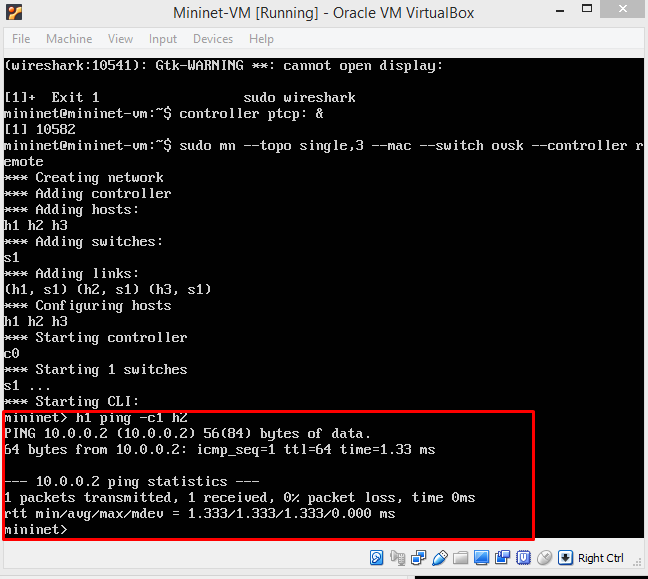 Mininet-VM [Running] - Oracle VM VirtualBox
File Machine View Input Devices Help
(wireshark:10541): Gtk-WARNING **: cannot open display:
[1]+  Exit 1                  sudo wireshark
mininet@mininet-vm:~$ controller ptcp: &
[1] 10582
mininet@mininet-vm:~$ sudo mn --topo single,3 --mac --switch ovsk --controller r
emote
*** Creating network
*** Adding controller
*** Adding hosts:
h1 h2 h3
*** Adding switches:
s1
*** Adding links:
(h1, s1) (h2, s1) (h3, s1)
*** Configuring hosts
h1 h2 h3
*** Starting controller
c0
*** Starting 1 switches
s1 ...
*** Starting CLI:
mininet> h1 ping -c1 h2
PING 10.0.0.2 (10.0.0.2) 56(84) bytes of data.
64 bytes from 10.0.0.2: icmp_seq=1 ttl=64 time=1.33 ms
--- 10.0.0.2 ping statistics ---
1 packets transmitted, 1 received, 0% packet loss, time 0ms
rtt min/avg/max/mdev = 1.333/1.333/1.333/0.000 ms
mininet>
Right Ctrl